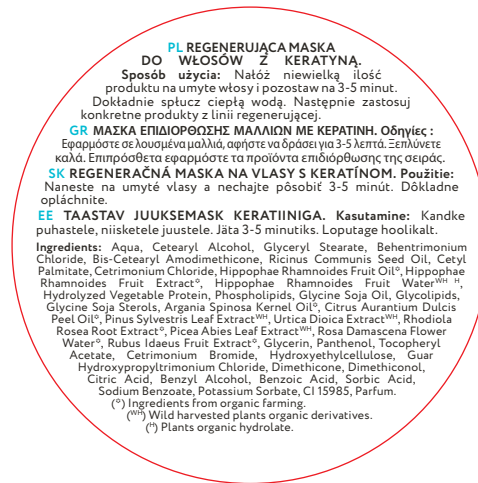 PL REGENERUJĄCA MASKA
DO WŁOSÓW Z KERATYNĄ.
Sposób użycia: Nałóż niewielką ilość
produktu na umyte włosy i pozostaw na 3-5 minut.
Dokładnie spłucz ciepłą wodą. Następnie zastosuj
konkretne produkty z linii regenerującej.
GR ΜΑΣΚΑ ΕΠΙΔΙΟΡΘΩΣΗΣ ΜΑΛΛΙΩΝ ΜΕ ΚΕΡΑΤΙΝΗ. Οδηγίες :
Εφαρμόστε σε λουσμένα μαλλιά, αφήστε να δράσει για 3-5 λεπτά. Ξεπλύνετε
καλά. Επιπρόσθετα εφαρμόστε τα προϊόντα επιδιόρθωσης της σειράς.
SK REGENERAČNÁ MASKA NA VLASY S KERATÍNOM. Použitie:
Naneste na umyté vlasy a nechajte pôsobiť 3-5 minút. Dôkladne
opláchnite.
EE TAASTAV JUUKSEMASK KERATIINIGA. Kasutamine: Kandke
puhastele, niisketele juustele. Jäta 3-5 minutiks. Loputage hoolikalt.
Ingredients: Aqua, Cetearyl Alcohol, Glyceryl Stearate, Behentrimonium
Chloride, Bis-Cetearyl Amodimethicone, Ricinus Communis Seed Oil, Cetyl
Palmitate, Cetrimonium Chloride, Hippophae Rhamnoides Fruit Oil°, Hippophae
Rhamnoides Fruit Extract°, Hippophae Rhamnoides Fruit Water^WH H,
Hydrolyzed Vegetable Protein, Phospholipids, Glycine Soja Oil, Glycolipids,
Glycine Soja Sterols, Argania Spinosa Kernel Oil°, Citrus Aurantium Dulcis
Peel Oil°, Pinus Sylvestris Leaf Extract^WH, Urtica Dioica Extract^WH, Rhodiola
Rosea Root Extract°, Picea Abies Leaf Extract^WH, Rosa Damascena Flower
Water°, Rubus Idaeus Fruit Extract°, Glycerin, Panthenol, Tocopheryl
Acetate, Cetrimonium Bromide, Hydroxyethylcellulose, Guar
Hydroxypropyltrimonium Chloride, Dimethicone, Dimethiconol,
Citric Acid, Benzyl Alcohol, Benzoic Acid, Sorbic Acid,
Sodium Benzoate, Potassium Sorbate, CI 15985, Parfum.
(°) Ingredients from organic farming.
(^WH) Wild harvested plants organic derivatives.
(^H) Plants organic hydrolate.